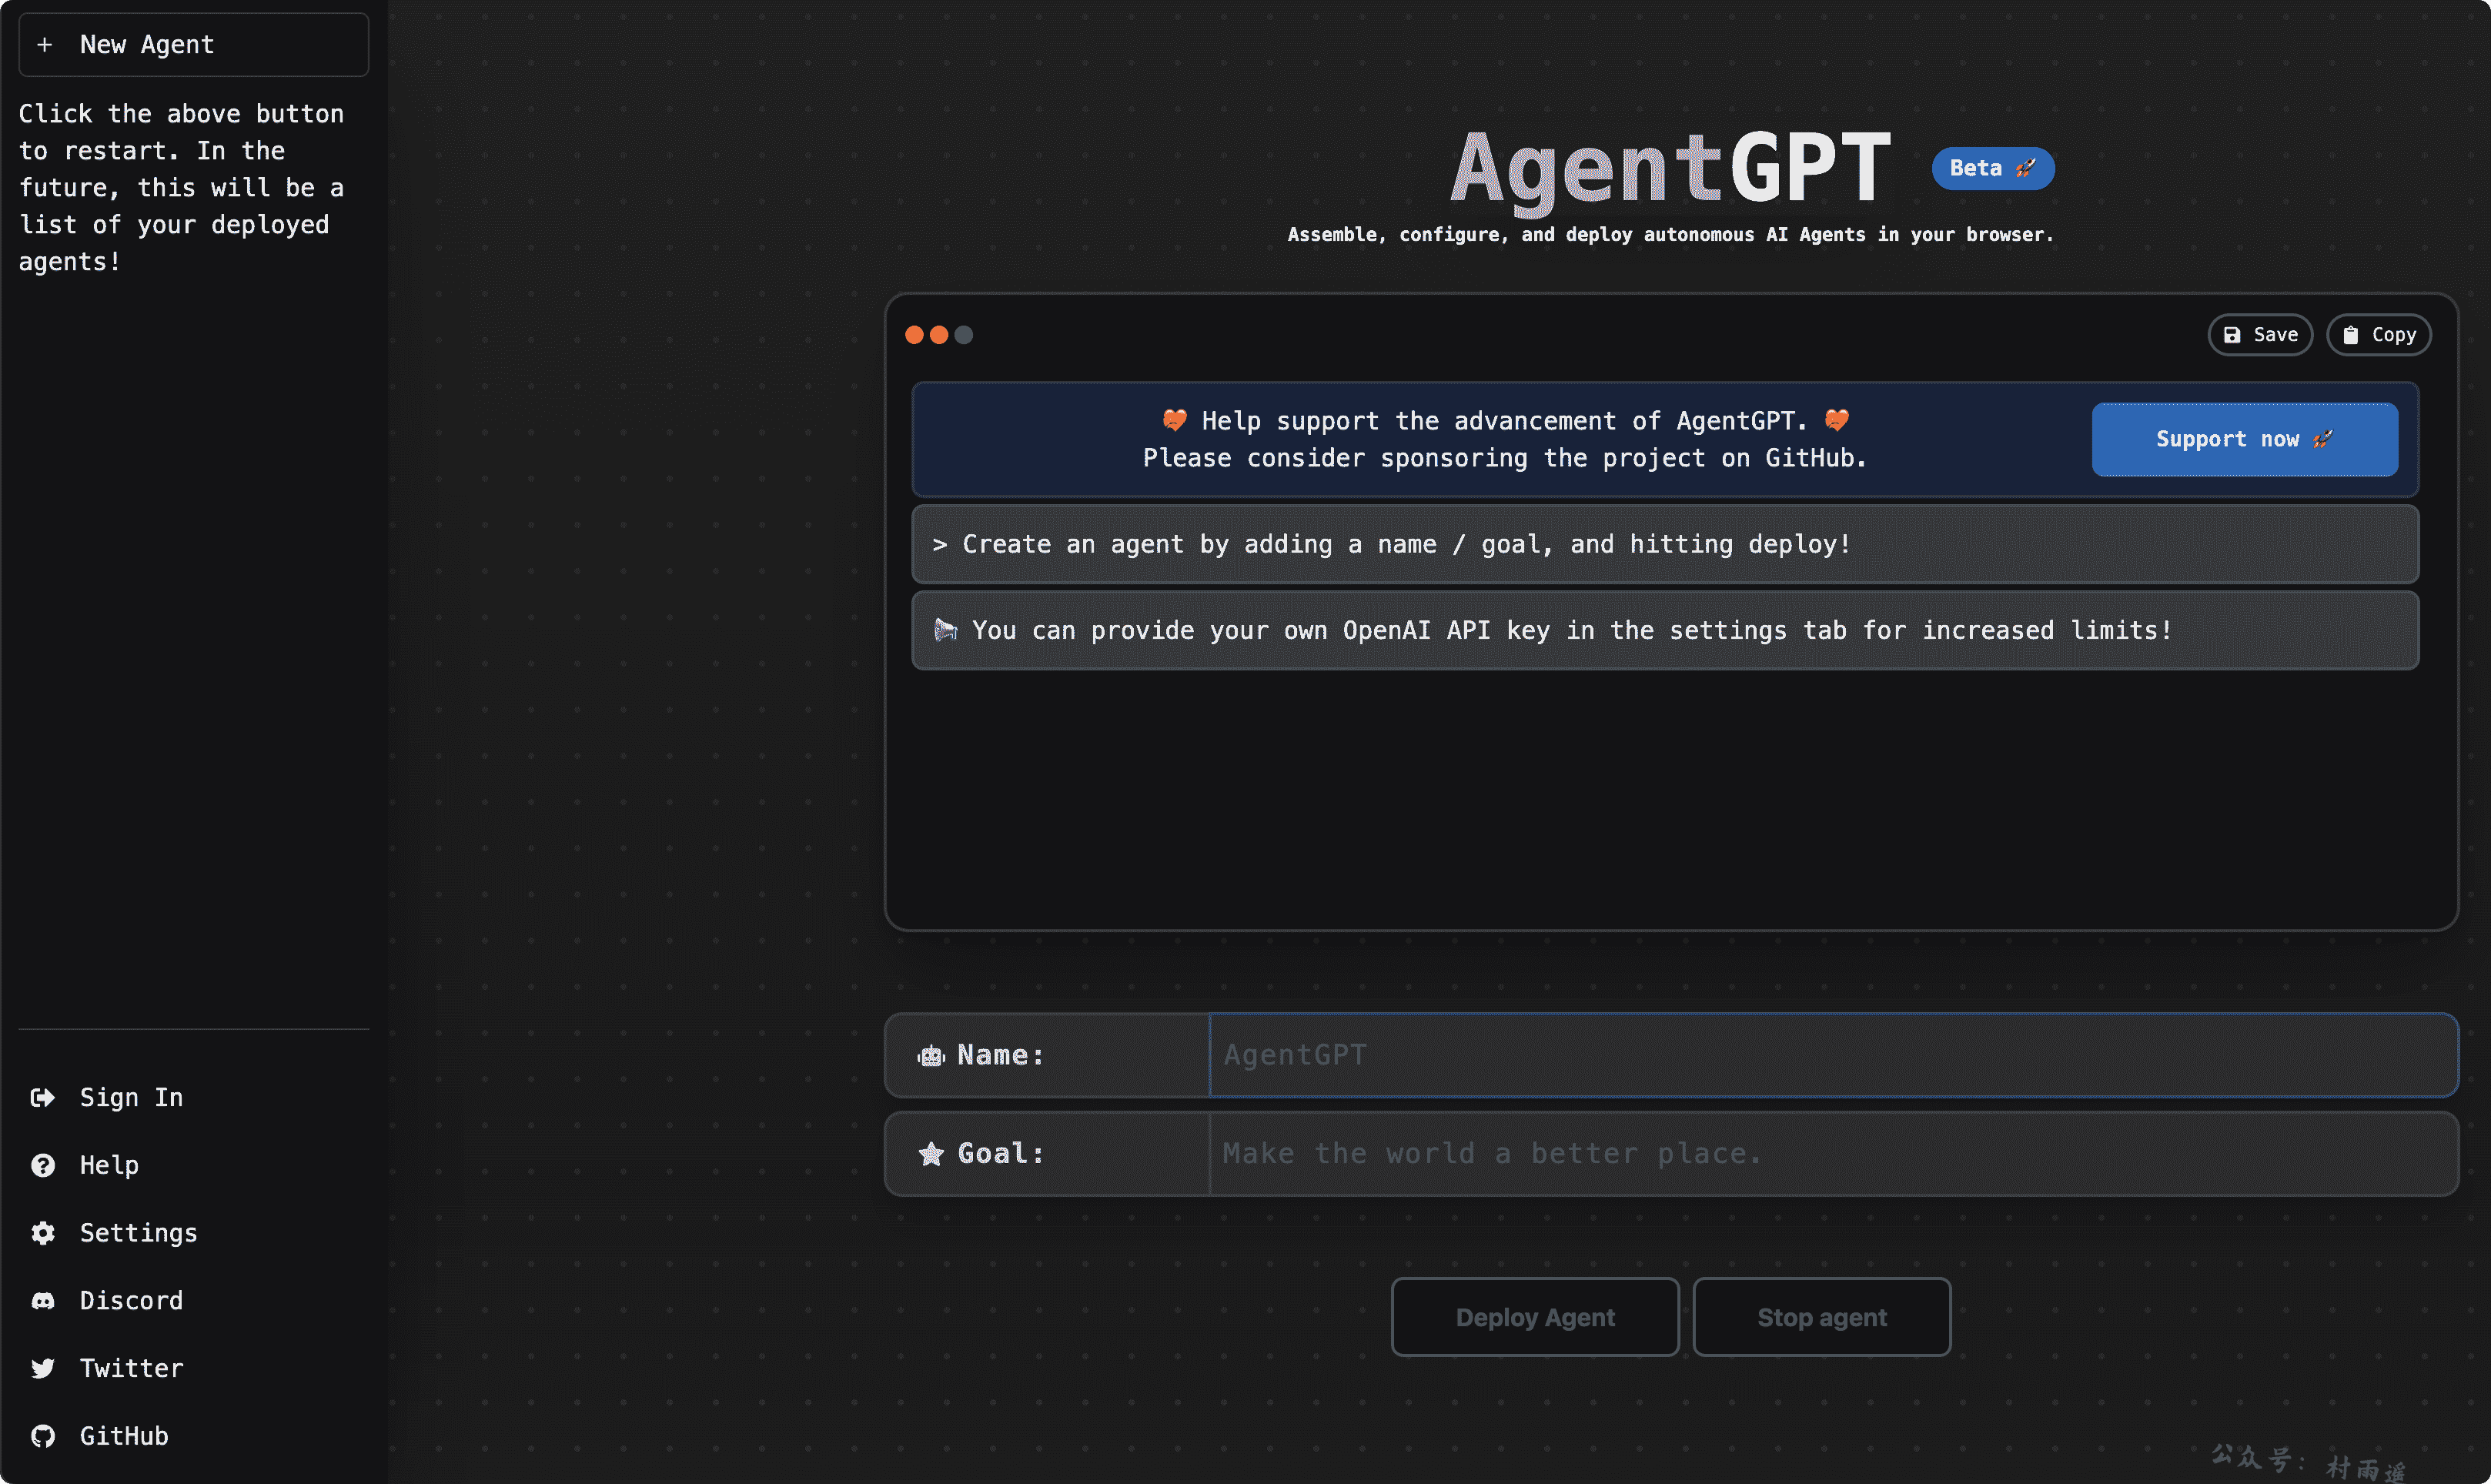 + New Agent
Click the above button
to restart. In the
future, this will be a
list of your deployed
agents!
Sign In
Help
Settings
Discord
Twitter
GitHub
AgentGPT
Beta 🚀
Assemble, configure, and deploy autonomous AI Agents in your browser.
Save
Copy
Help support the advancement of AgentGPT.
Please consider sponsoring the project on GitHub.
Support now 🚀
> Create an agent by adding a name / goal, and hitting deploy!
📢 You can provide your own OpenAI API key in the settings tab for increased limits!
Name:
AgentGPT
Goal:
Make the world a better place.
Deploy Agent
Stop agent
公众号：村雨遥